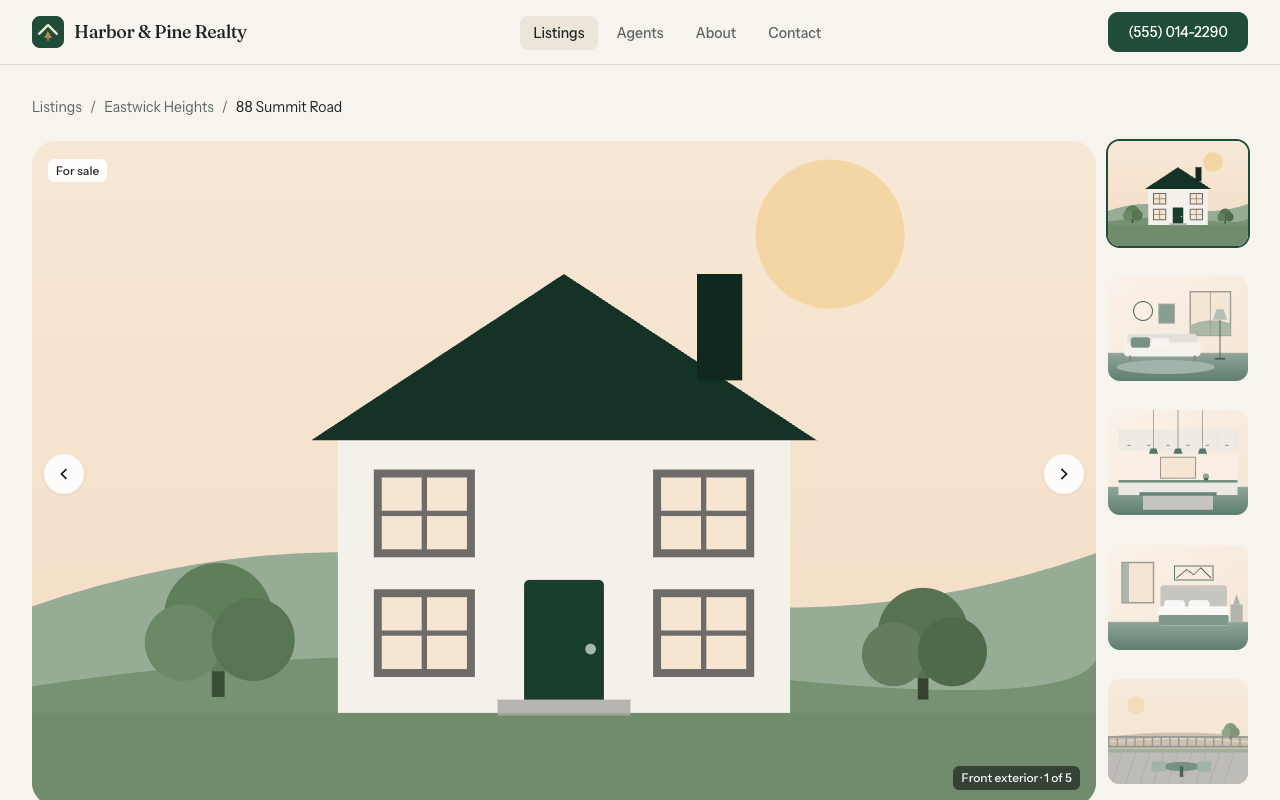 Harbor & Pine Realty
Listings
Agents
About
Contact
(555) 014-2290
Listings / Eastwick Heights / 88 Summit Road
For sale
Front exterior · 1 of 5